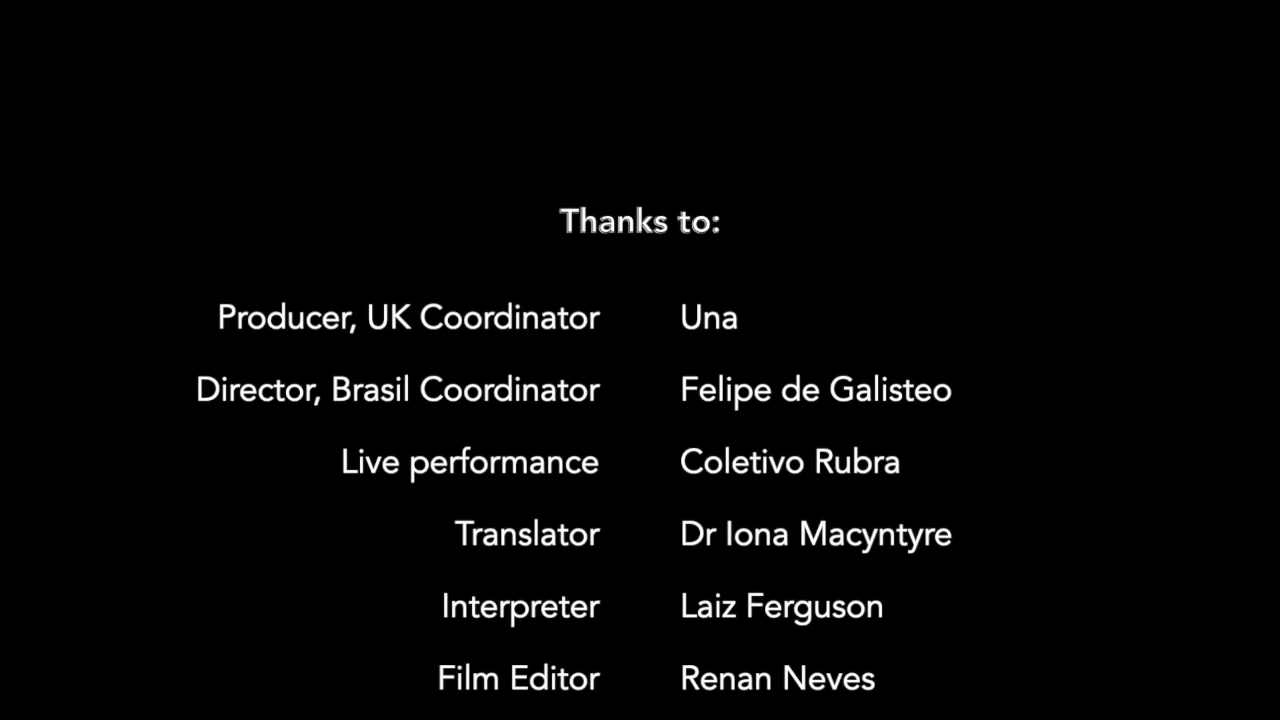 Thanks to:
Producer, UK Coordinator Una
Director, Brasil Coordinator Felipe de Galisteo
Live performance Coletivo Rubra
Translator Dr Iona Macyntyre
Interpreter Laiz Ferguson
Film Editor Renan Neves